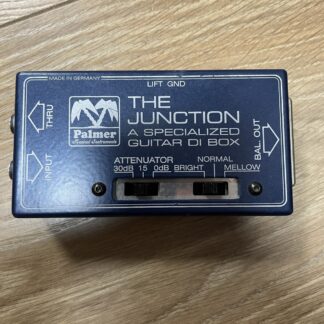 MADE IN GERMANY
LIFT GND
THRU
Palmer
Musical Instruments
THE
JUNCTION
A SPECIALIZED
GUITAR DI BOX
BAL. OUT
INPUT
ATTENUATOR
30dB 15 0dB
BRIGHT NORMAL MELLOW